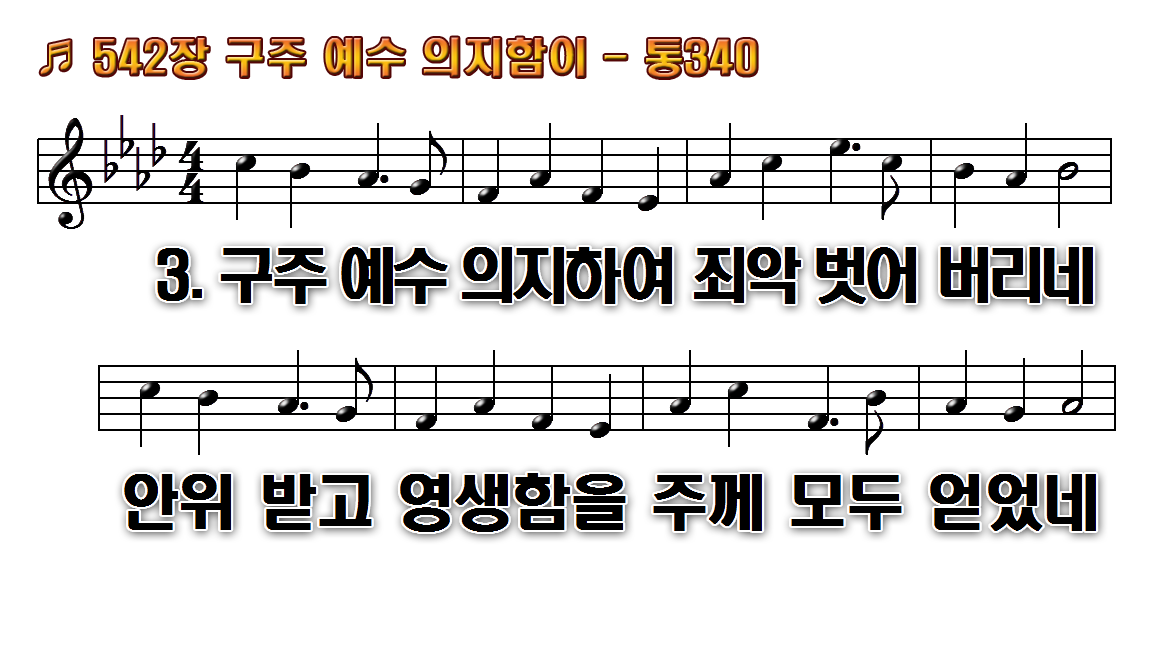 ♬ 542장 구주 예수 의지함이 - 통340
4
4
3. 구주 예수 의지하여 죄악 벗어 버리네
안위 받고 영생함을 주께 모두 얻었네